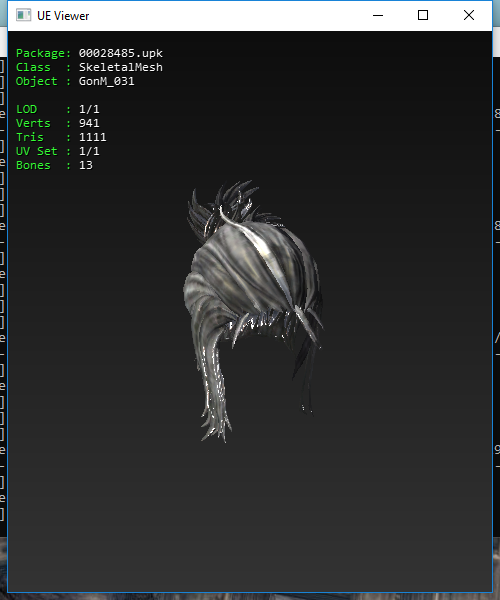 UE Viewer
Package: 00028485.upk
Class : SkeletalMesh
Object : GonM_031
LOD : 1/1
Verts : 941
Tris : 1111
UV Set : 1/1
Bones : 13